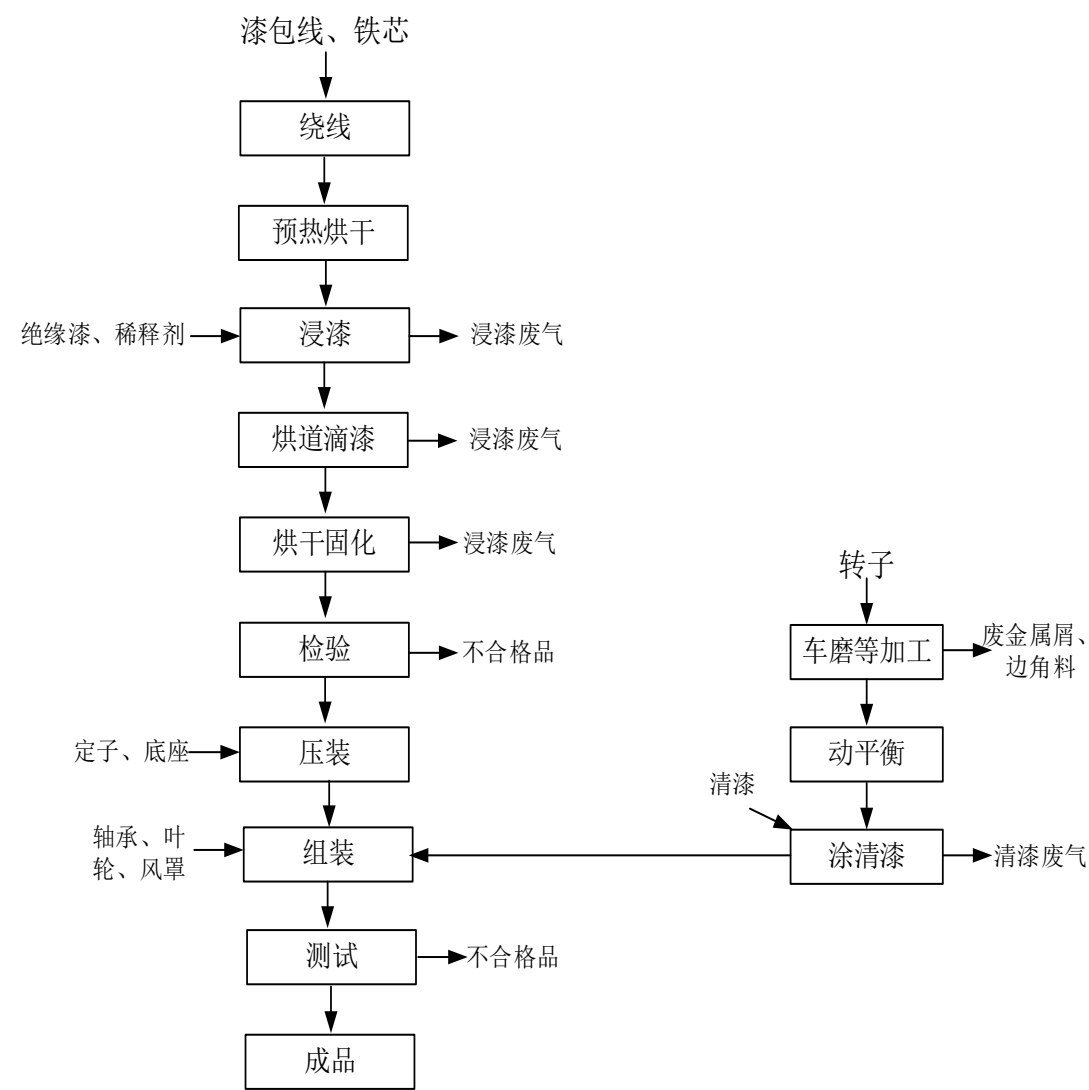 漆包线、铁芯
绕线
预热烘干
绝缘漆、稀释剂
浸漆
浸漆废气
烘道滴漆
浸漆废气
烘干固化
浸漆废气
转子
检验
不合格品
车磨等加工
废金属屑、
边角料
定子、底座
压装
动平衡
清漆
轴承、叶
轮、风罩
组装
涂清漆
清漆废气
测试
不合格品
成品